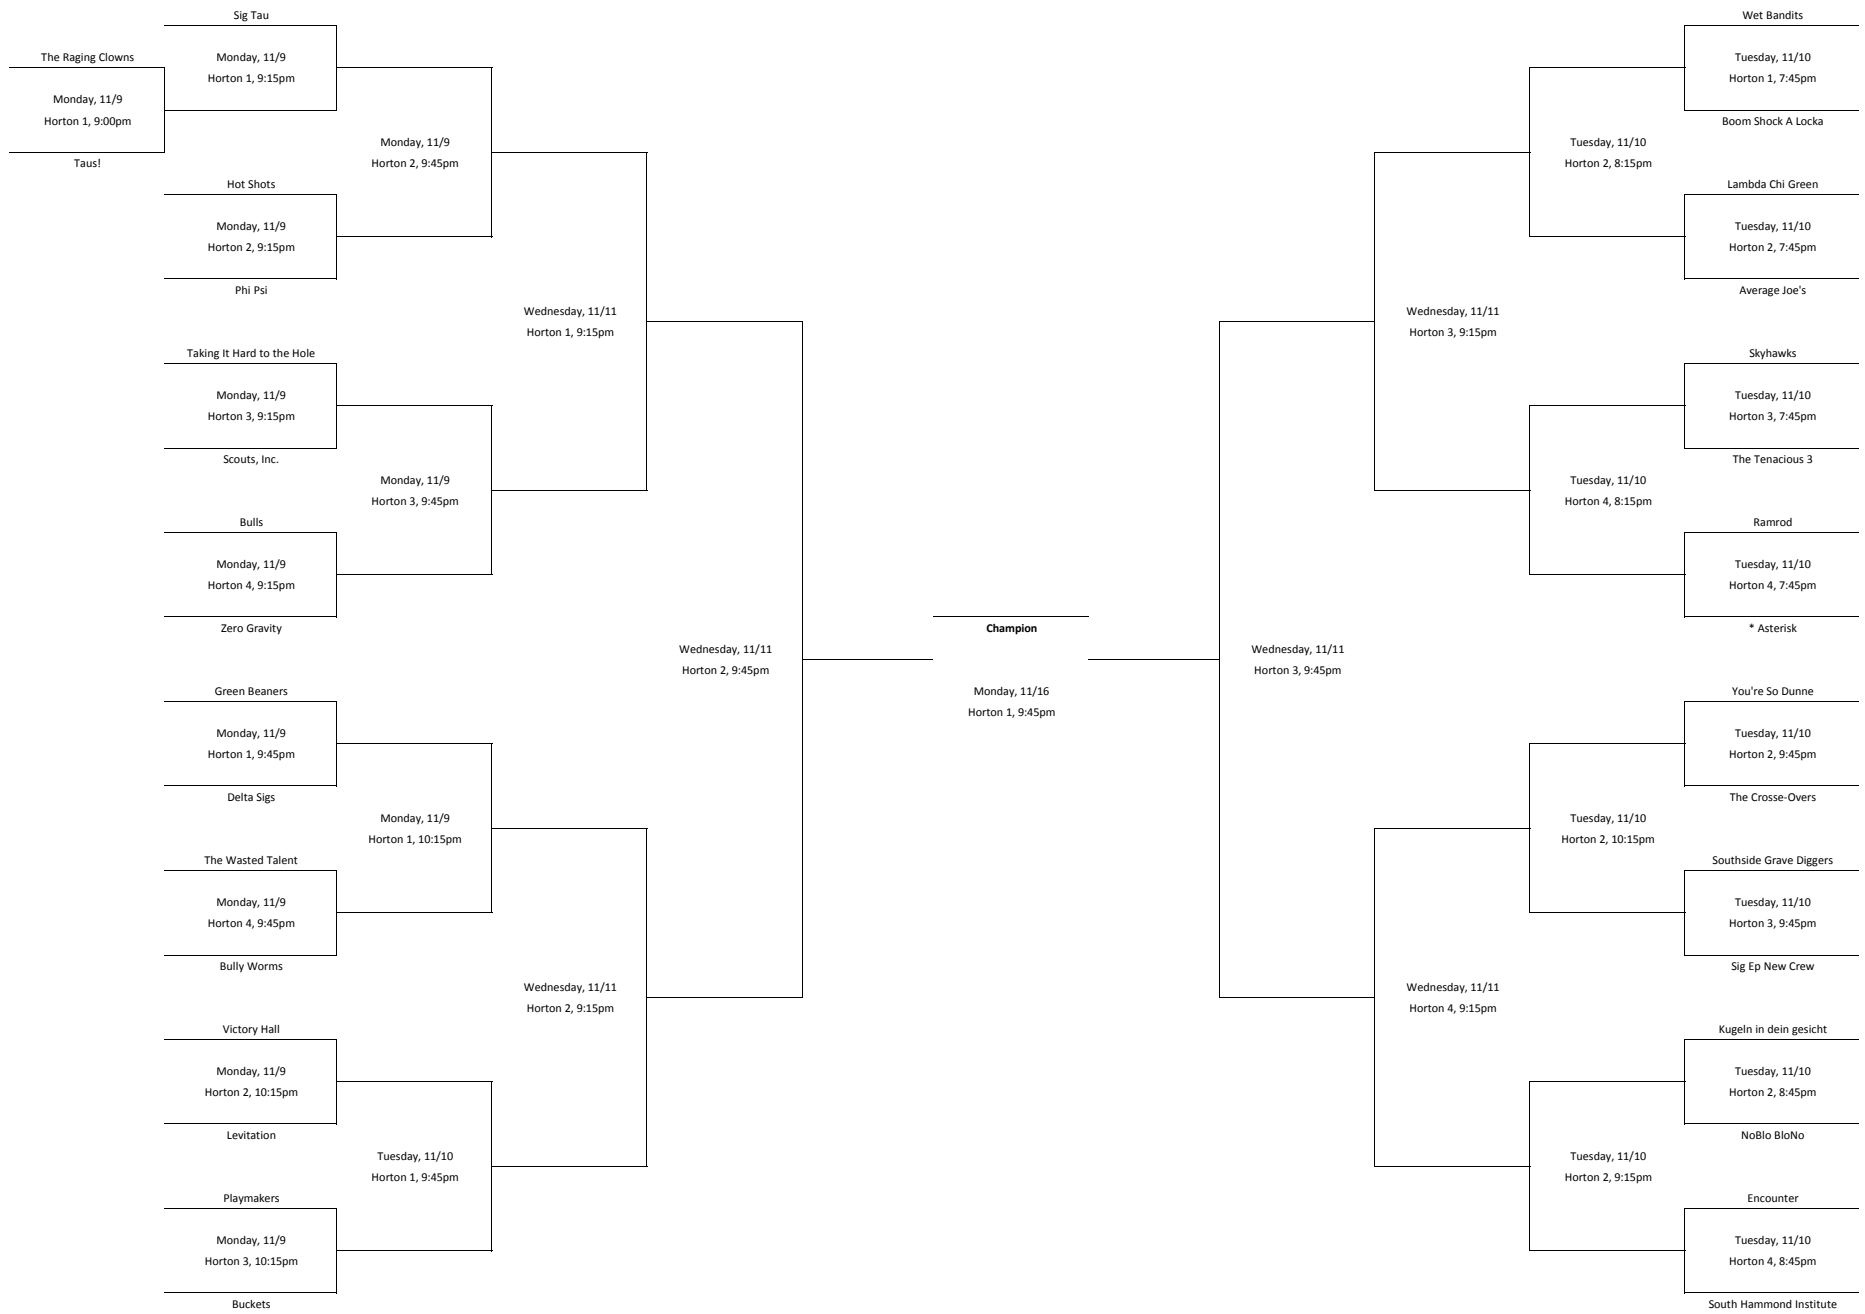 Sig Tau
The Raging Clowns
Monday, 11/9
Horton 1, 9:15pm
Monday, 11/9
Horton 1, 9:00pm
Taus!
Monday, 11/9
Horton 2, 9:45pm
Hot Shots
Monday, 11/9
Horton 2, 9:15pm
Phi Psi
Wednesday, 11/11
Horton 1, 9:15pm
Taking It Hard to the Hole
Monday, 11/9
Horton 3, 9:15pm
Scouts, Inc.
Monday, 11/9
Horton 3, 9:45pm
Bulls
Monday, 11/9
Horton 4, 9:15pm
Zero Gravity
Wednesday, 11/11
Horton 2, 9:45pm
Green Beaners
Monday, 11/9
Horton 1, 9:45pm
Delta Sigs
Monday, 11/9
Horton 1, 10:15pm
The Wasted Talent
Monday, 11/9
Horton 4, 9:45pm
Bully Worms
Wednesday, 11/11
Horton 2, 9:15pm
Victory Hall
Monday, 11/9
Horton 2, 10:15pm
Levitation
Tuesday, 11/10
Horton 1, 9:45pm
Playmakers
Monday, 11/9
Horton 3, 10:15pm
Buckets
Champion
Monday, 11/16
Horton 1, 9:45pm
Wet Bandits
Tuesday, 11/10
Horton 1, 7:45pm
Boom Shock A Locka
Tuesday, 11/10
Horton 2, 8:15pm
Lambda Chi Green
Tuesday, 11/10
Horton 2, 7:45pm
Average Joe's
Wednesday, 11/11
Horton 3, 9:15pm
Skyhawks
Tuesday, 11/10
Horton 3, 7:45pm
The Tenacious 3
Tuesday, 11/10
Horton 4, 8:15pm
Ramrod
Tuesday, 11/10
Horton 4, 7:45pm
* Asterisk
Wednesday, 11/11
Horton 3, 9:45pm
You're So Dunne
Tuesday, 11/10
Horton 2, 9:45pm
The Crosse-Overs
Tuesday, 11/10
Horton 2, 10:15pm
Southside Grave Diggers
Tuesday, 11/10
Horton 3, 9:45pm
Sig Ep New Crew
Wednesday, 11/11
Horton 4, 9:15pm
Kugeln in dein gesicht
Tuesday, 11/10
Horton 2, 8:45pm
NoBlo BloNo
Tuesday, 11/10
Horton 2, 9:15pm
Encounter
Tuesday, 11/10
Horton 4, 8:45pm
South Hammond Institute